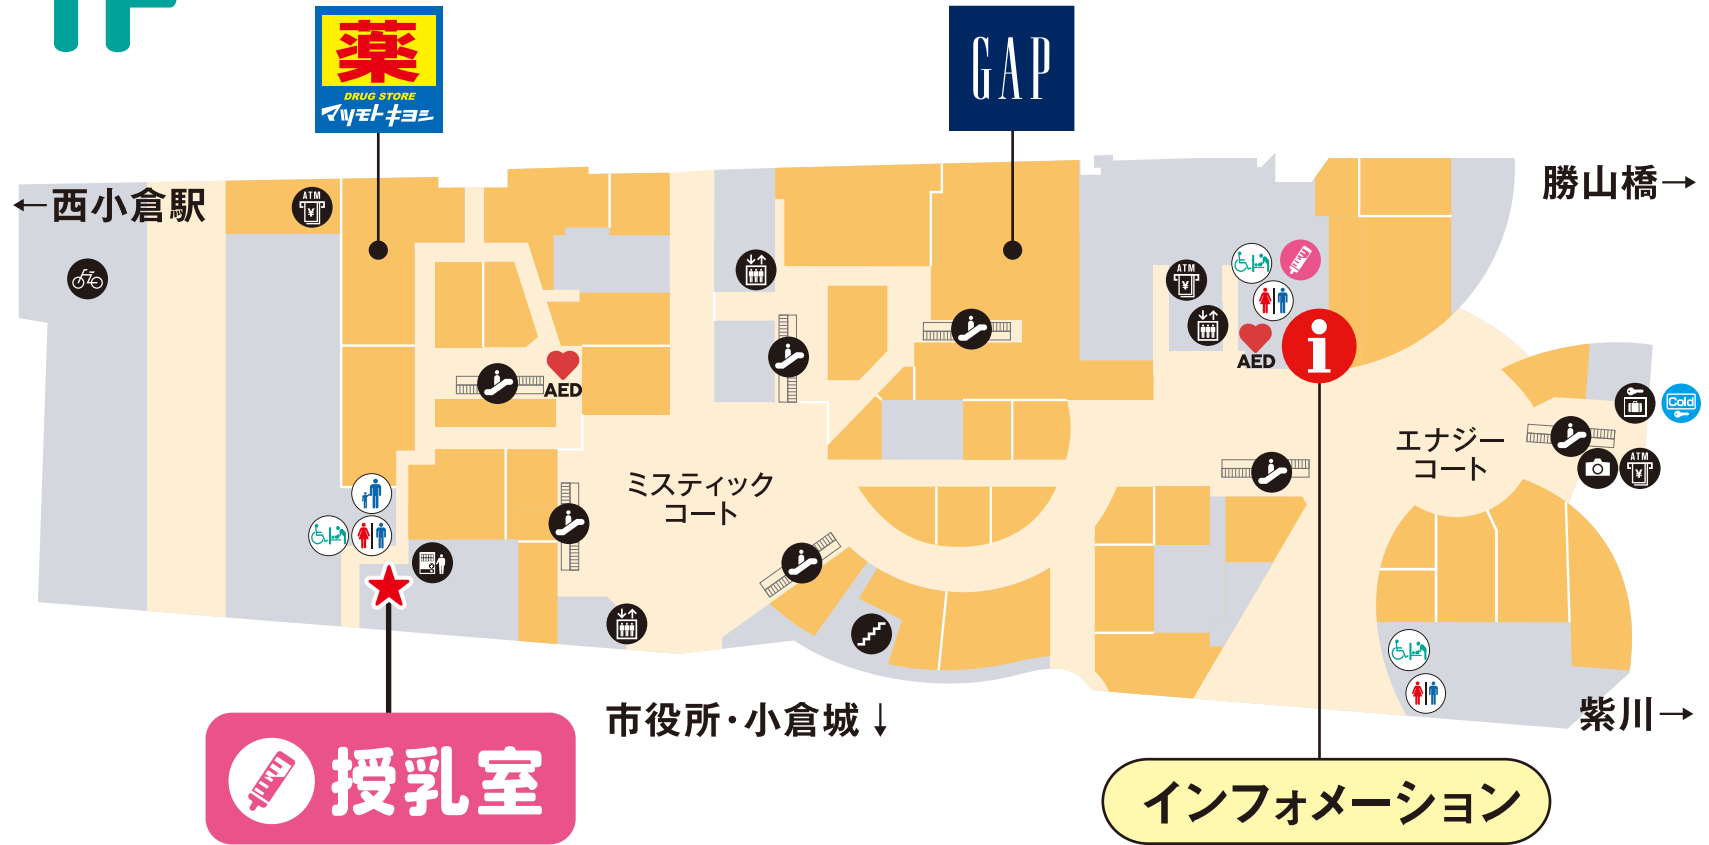 1F
薬
DRUG STORE
マツモトキヨシ
GAP
←西小倉駅
勝山橋→
ATM
¥
ATM
¥
AED
AED
i
Cold
エナジー
コート
ATM
¥
ミスティック
コート
市役所・小倉城↓
紫川→
授乳室
インフォメーション